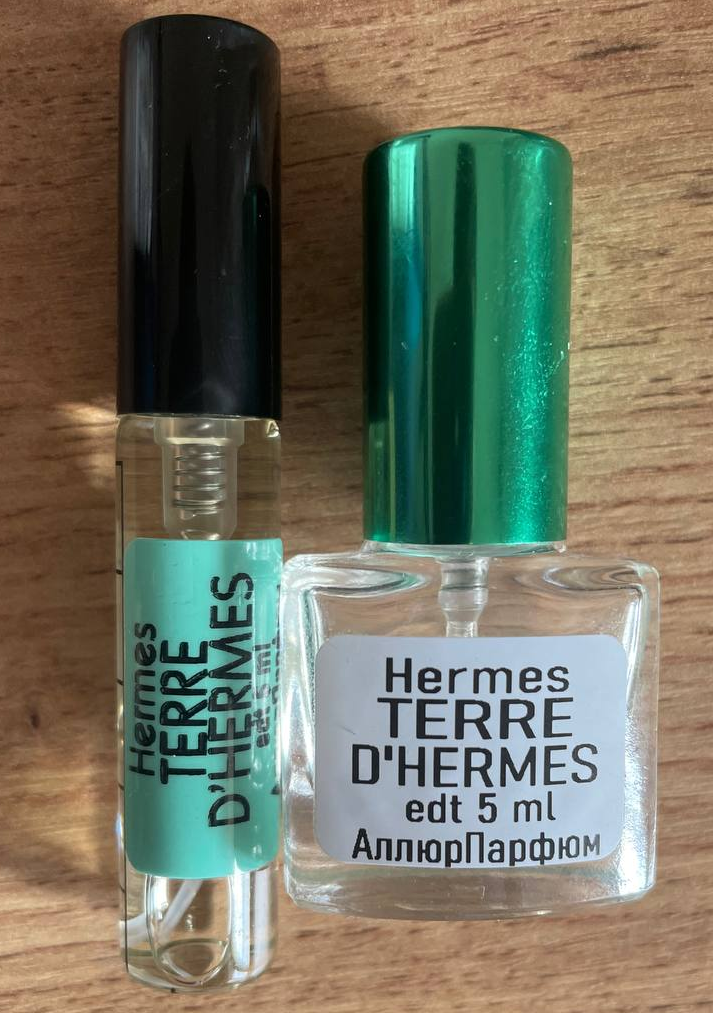 Hermes
TERRE
D'HERMES
edt 5 ml
Hermes
TERRE
D'HERMES
edt 5 ml
АллюрПарфюм